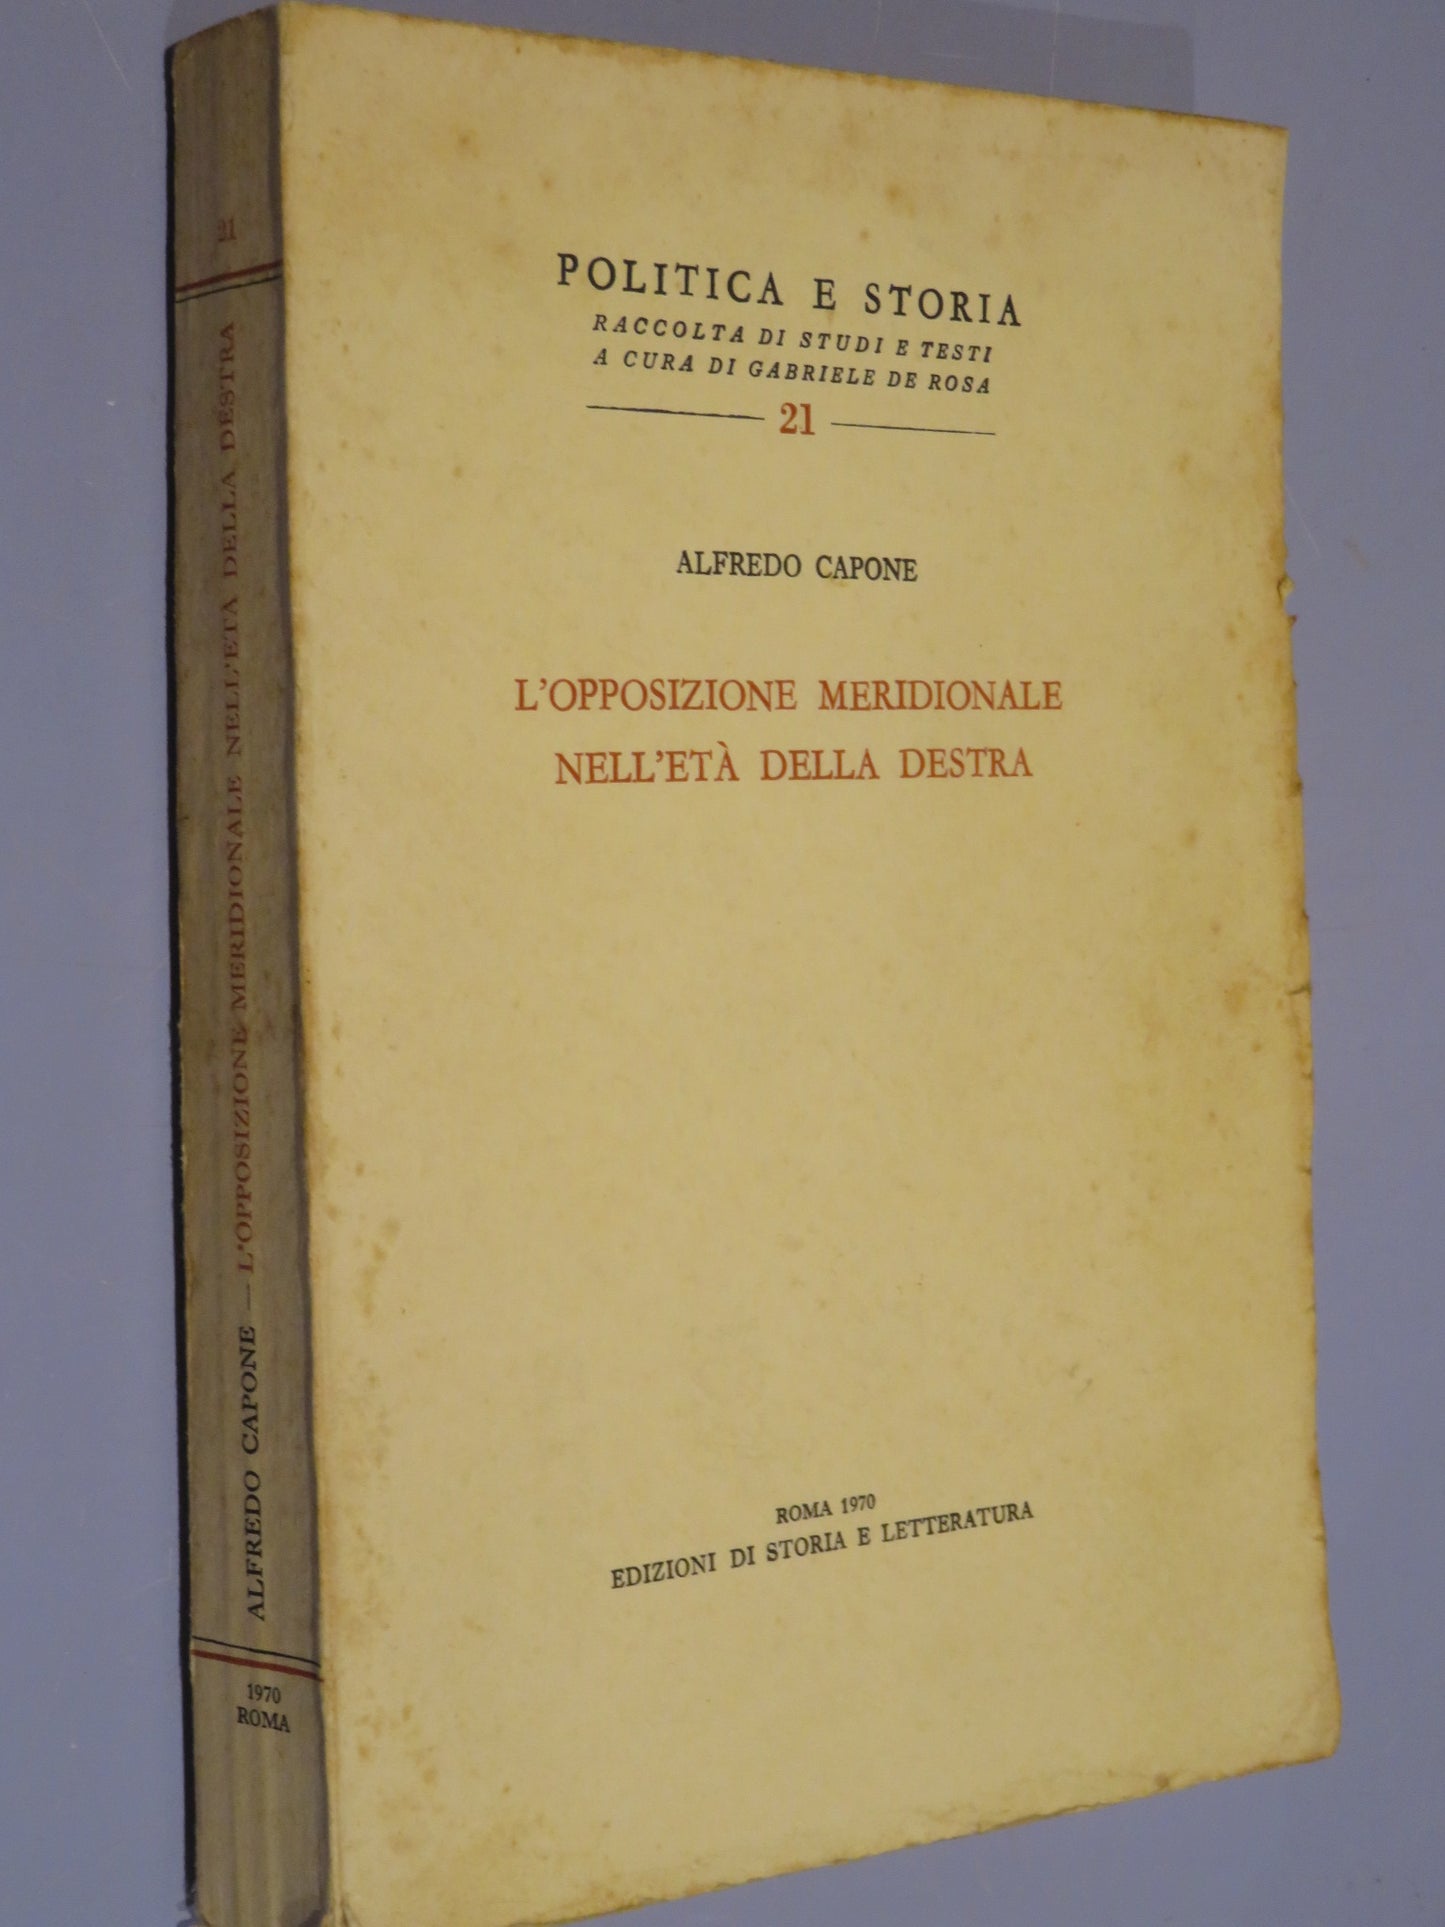 POLITICA E STORIA
RACCOLTA DI STUDI E TESTI
A CURA DI GABRIELE DE ROSA
21
ALFREDO CAPONE
L'OPPOSIZIONE MERIDIONALE
NELL'ETÀ DELLA DESTRA
ROMA 1970
EDIZIONI DI STORIA E LETTERATURA
21
ALFREDO CAPONE — L'OPPOSIZIONE MERIDIONALE NELL'ETÀ DELLA DESTRA
1970
ROMA